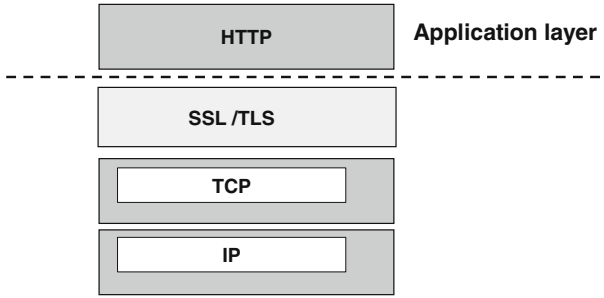 HTTP
Application layer
SSL /TLS
TCP
IP